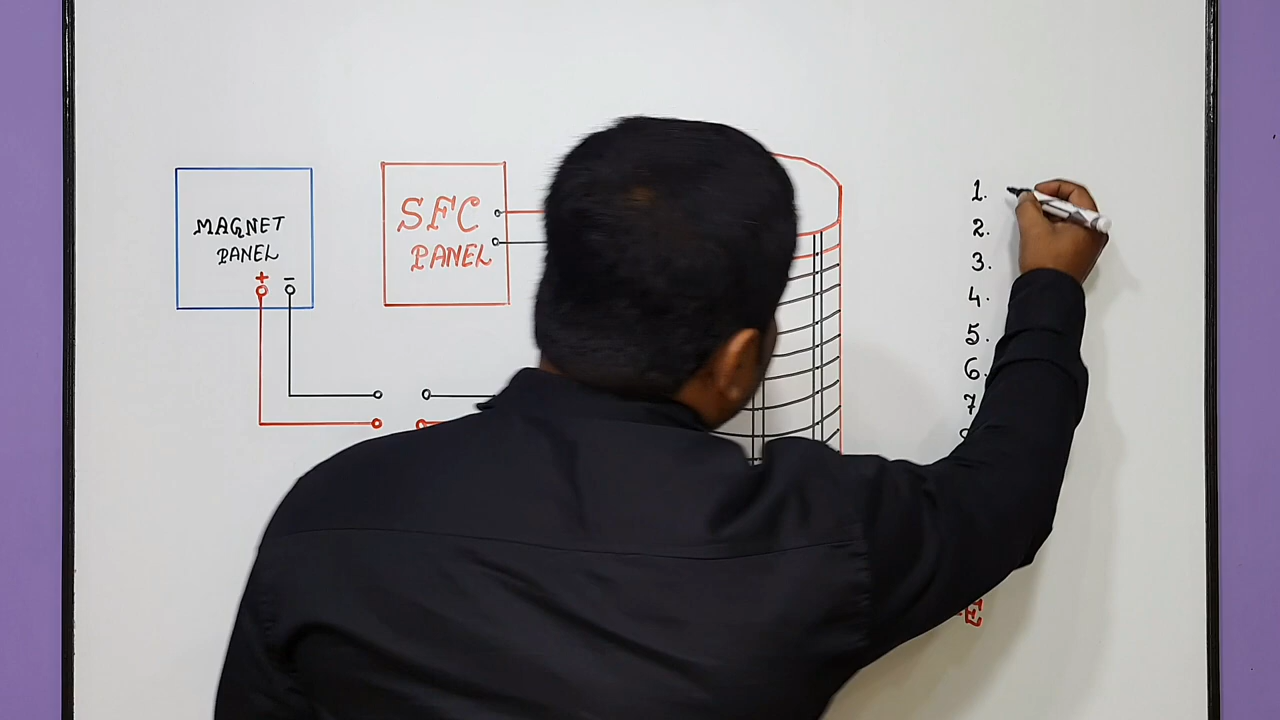 MAGNET
PANEL
+ −
SFC
PANEL
1.
2.
3.
4.
5.
6.
7
E